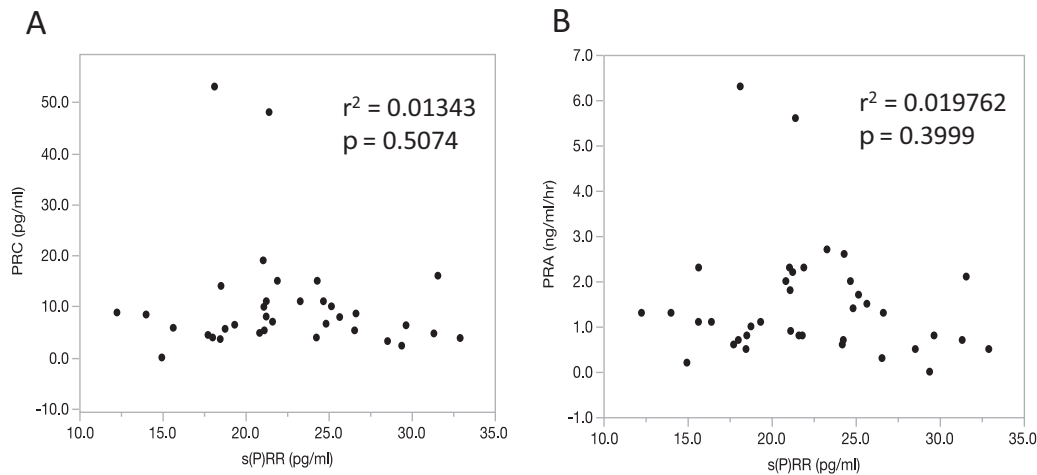 A
PRC (pg/ml)
50.0
40.0
30.0
20.0
10.0
0.0
-10.0
r² = 0.01343
p = 0.5074
10.0 15.0 20.0 25.0 30.0 35.0
s(P)RR (pg/ml)
B
PRA (ng/ml/hr)
7.0
6.0
5.0
4.0
3.0
2.0
1.0
0.0
-1.0
r² = 0.019762
p = 0.3999
10.0 15.0 20.0 25.0 30.0 35.0
s(P)RR (pg/ml)